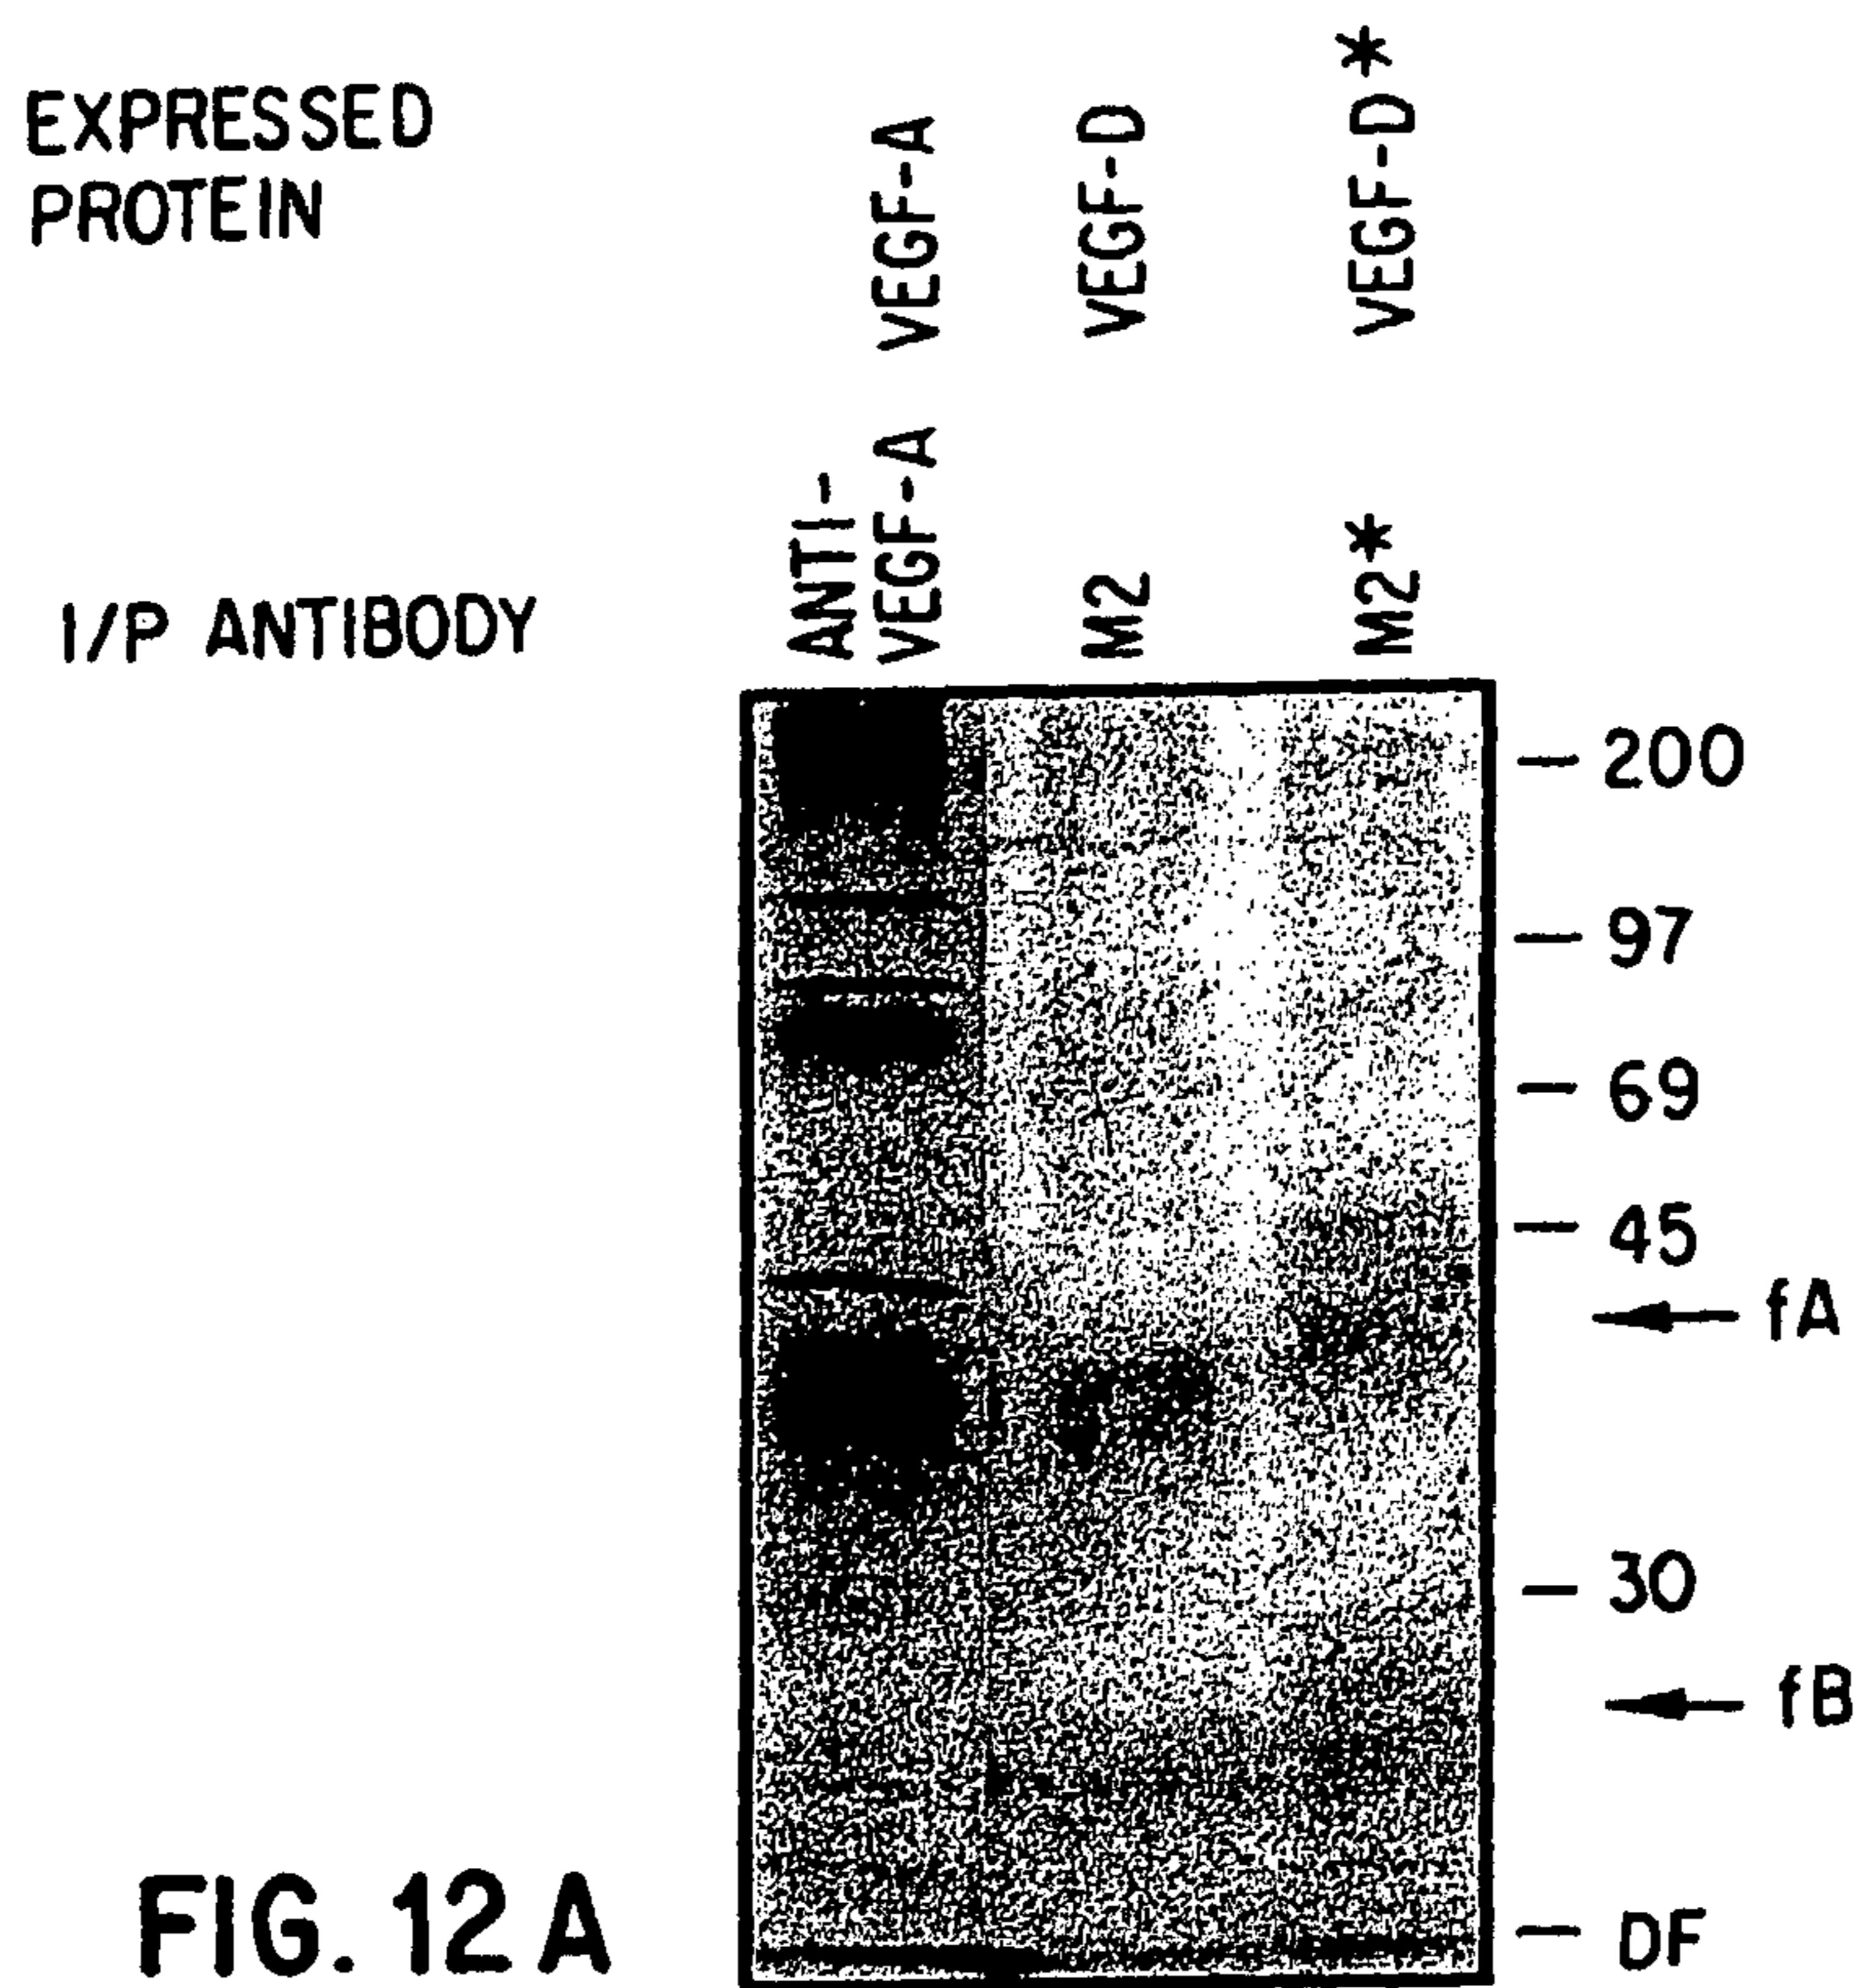 EXPRESSED
PROTEIN
VEGF-A
VEGF-D
VEGF-D*
I/P ANTIBODY
ANTI-
VEGF-A
M2
M2*
200
97
69
45
fA
30
fB
DF
FIG. 12A